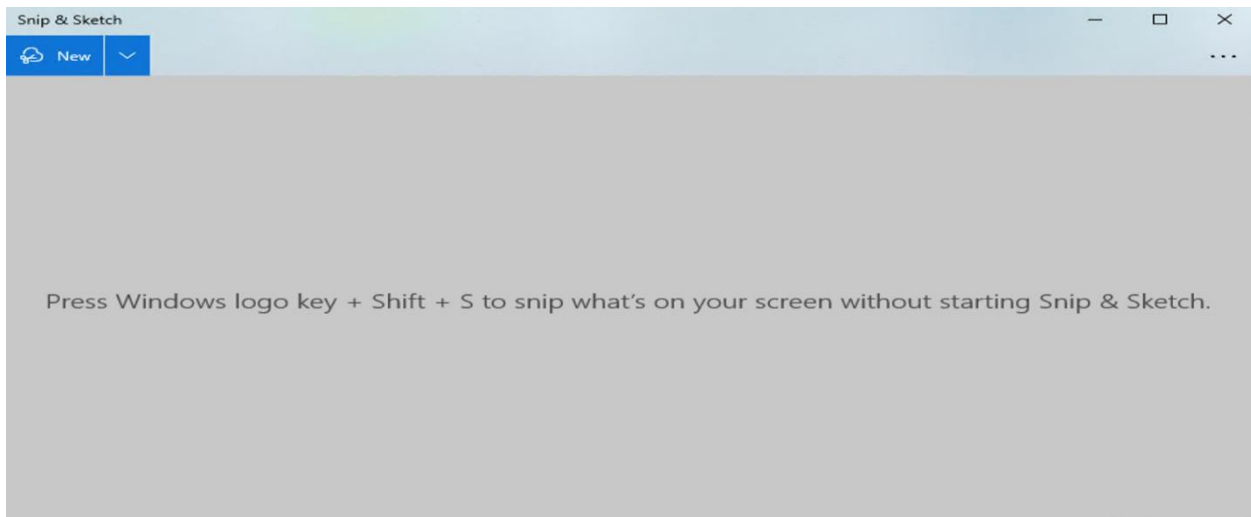 Snip & Sketch
New
Press Windows logo key + Shift + S to snip what's on your screen without starting Snip & Sketch.